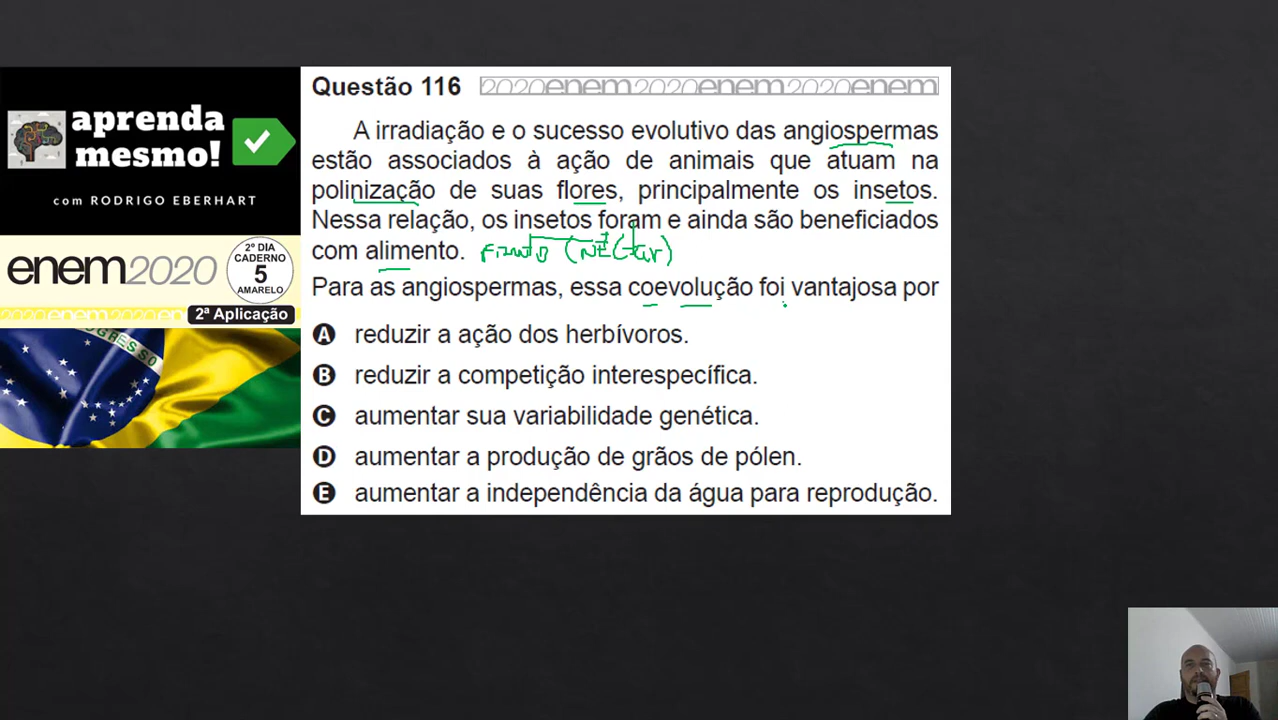 aprenda
mesmo!
com RODRIGO EBERHART
enem2020
2º DIA
CADERNO
5
AMARELO
2ª Aplicação
Questão 116
2020enem2020enem2020enem
A irradiação e o sucesso evolutivo das angiospermas
estão associados à ação de animais que atuam na
polinização de suas flores, principalmente os insetos.
Nessa relação, os insetos foram e ainda são beneficiados
com alimento.
Para as angiospermas, essa coevolução foi vantajosa por
A reduzir a ação dos herbívoros.
B reduzir a competição interespecífica.
C aumentar sua variabilidade genética.
D aumentar a produção de grãos de pólen.
E aumentar a independência da água para reprodução.